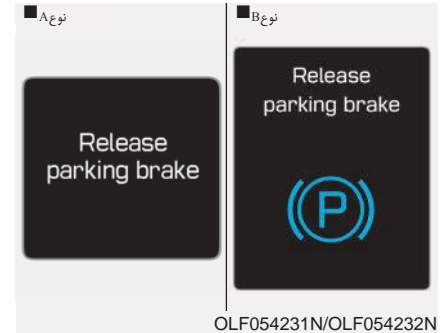 ■ نوعA
■ نوعB
Release
parking brake
Release
parking brake
(P)
OLF054231N/OLF054232N